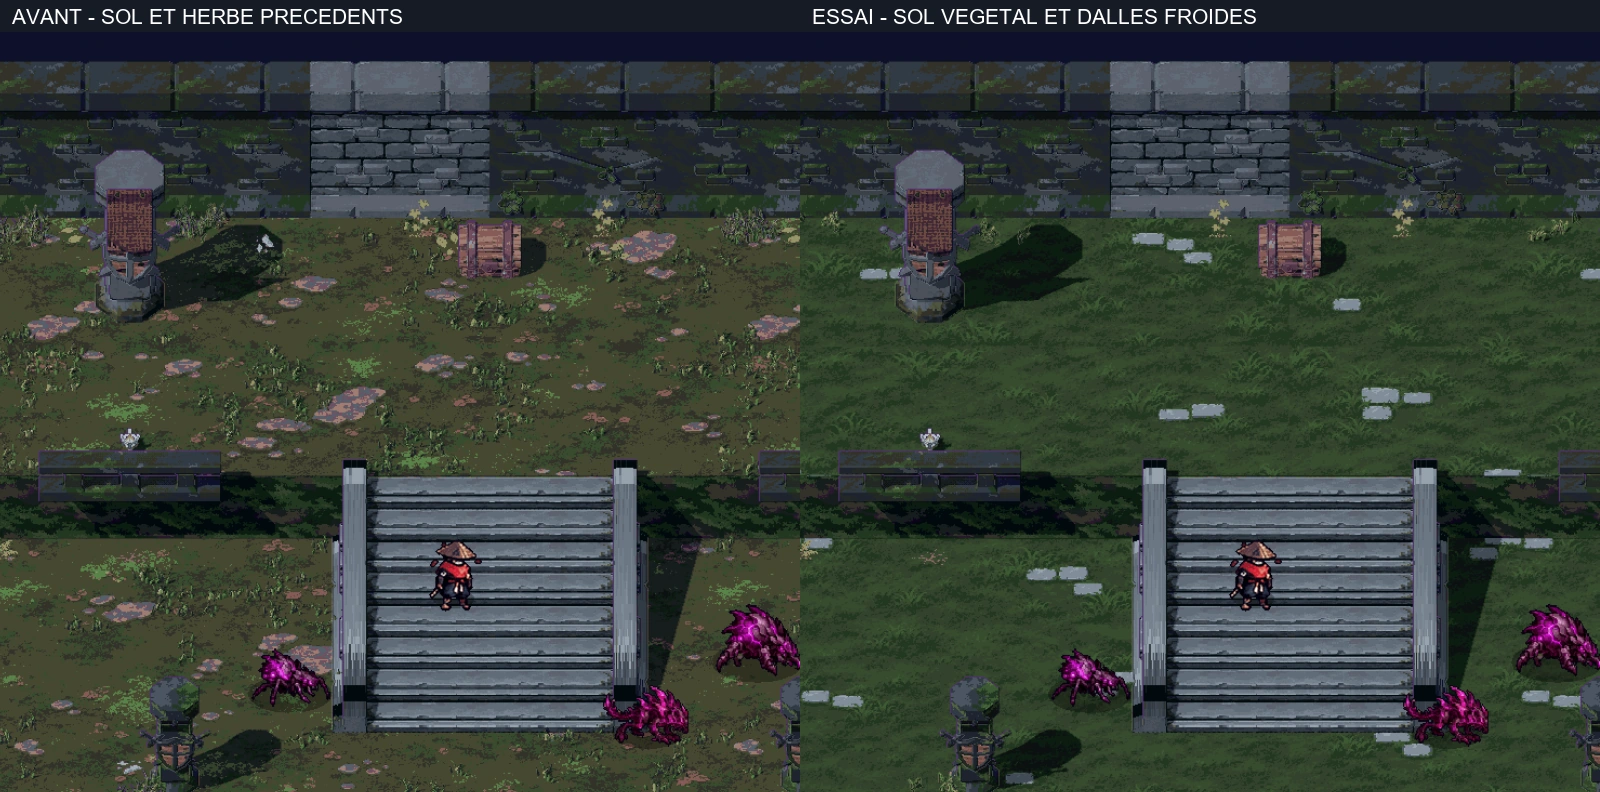 AVANT - SOL ET HERBE PRECEDENTS
ESSAI - SOL VEGETAL ET DALLES FROIDES